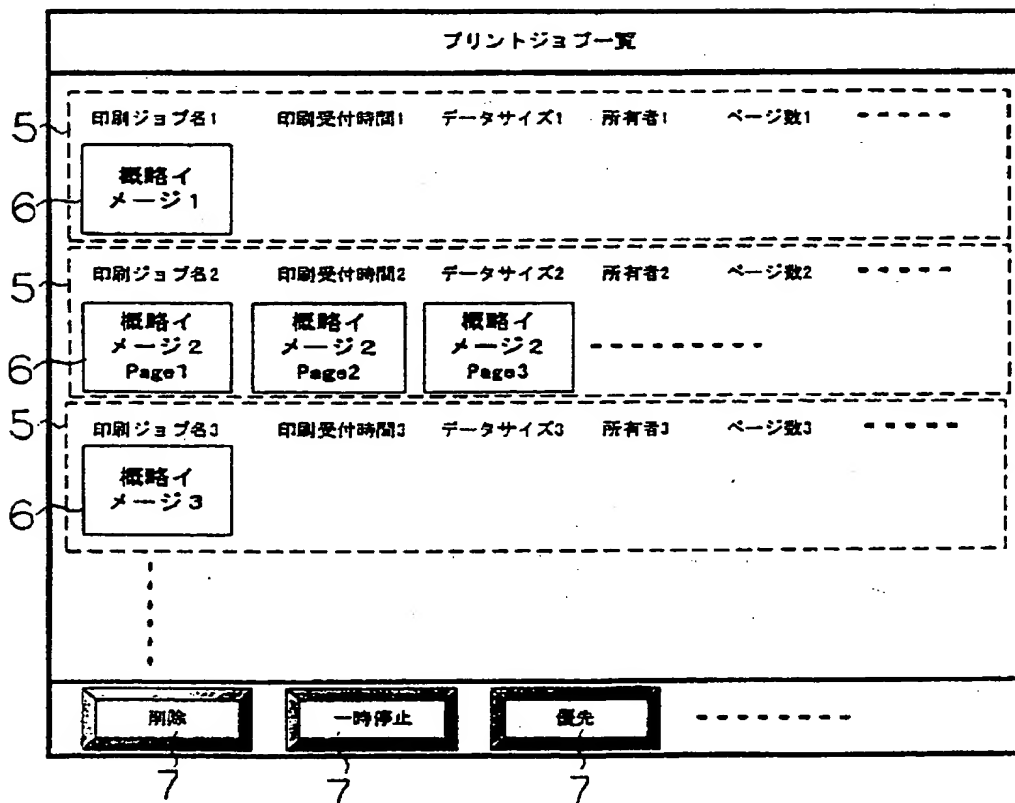 プリントジョブ一覧
5 印刷ジョブ名1 印刷受付時間1 データサイズ1 所有者1 ページ数1
6 概略イ
メージ1
5 印刷ジョブ名2 印刷受付時間2 データサイズ2 所有者2 ページ数2
概略イ 概略イ 概略イ
メージ2 メージ2 メージ2
6 Page1 Page2 Page3
5 印刷ジョブ名3 印刷受付時間3 データサイズ3 所有者3 ページ数3
概略イ
6 メージ3
削除 一時停止 優先
7 7 7